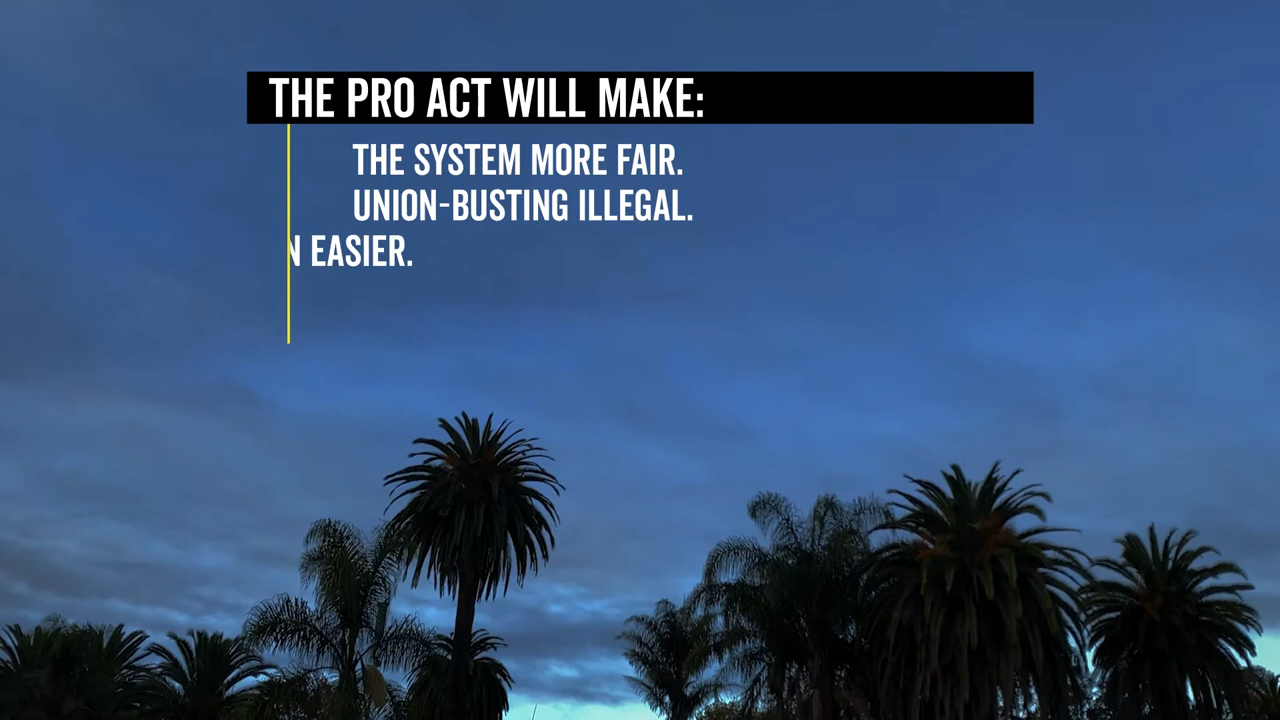 THE PRO ACT WILL MAKE:
THE SYSTEM MORE FAIR.
UNION-BUSTING ILLEGAL.
EASIER.